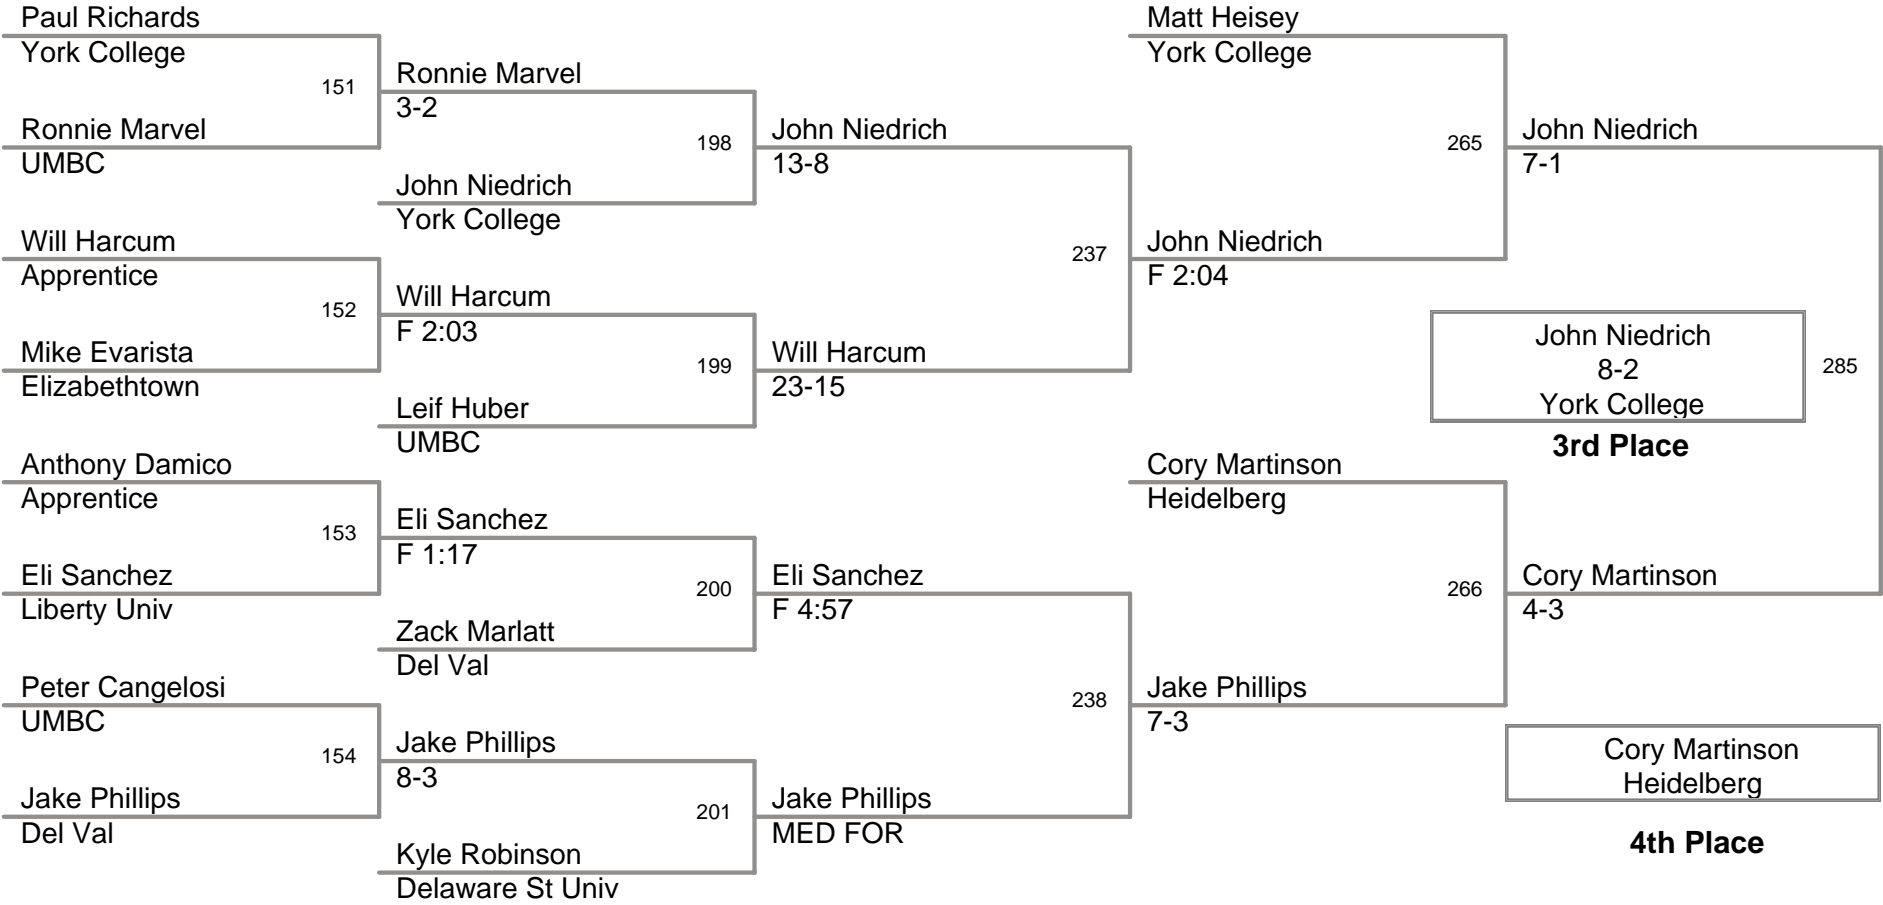 Paul Richards
York College
151
Ronnie Marvel
UMBC
Will Harcum
Apprentice
152
Mike Evarista
Elizabethtown
Anthony Damico
Apprentice
153
Eli Sanchez
Liberty Univ
Peter Cangelosi
UMBC
154
Jake Phillips
Del Val
Ronnie Marvel
3-2
198
John Niedrich
York College
Will Harcum
F 2:03
199
Leif Huber
UMBC
Eli Sanchez
F 1:17
200
Zack Marlatt
Del Val
Jake Phillips
8-3
201
Kyle Robinson
Delaware St Univ
John Niedrich
13-8
237
Will Harcum
23-15
Eli Sanchez
F 4:57
238
Jake Phillips
MED FOR
Matt Heisey
York College
265
John Niedrich
F 2:04
Cory Martinson
Heidelberg
266
Jake Phillips
7-3
John Niedrich
7-1
285
Cory Martinson
4-3
John Niedrich
8-2
York College
3rd Place
Cory Martinson
Heidelberg
4th Place